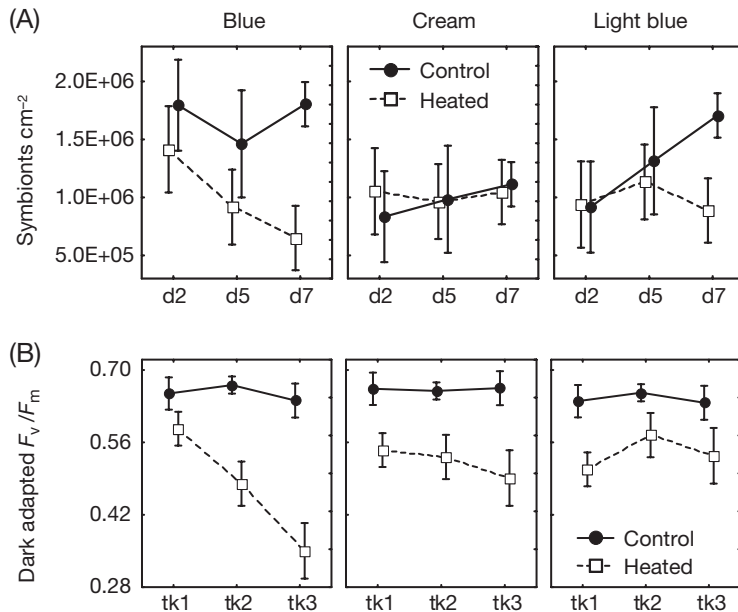 (A)
Blue
Cream
Light blue
Symbionts cm⁻²
2.0E+06
1.5E+06
1.0E+06
5.0E+05
Control
Heated
d2 d5 d7
d2 d5 d7
d2 d5 d7
(B)
Dark adapted Fv/Fm
0.70
0.56
0.42
0.28
Control
Heated
tk1 tk2 tk3
tk1 tk2 tk3
tk1 tk2 tk3